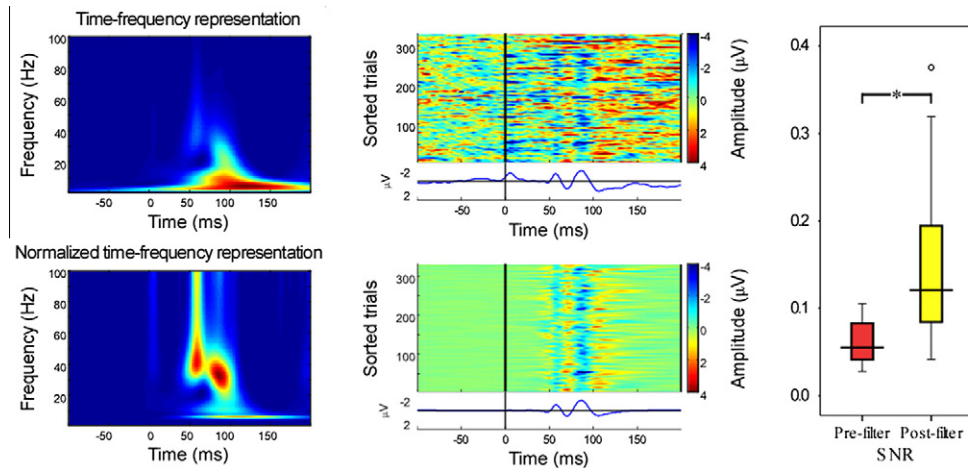 Time-frequency representation
Frequency (Hz)
100
80
60
40
20
-50 0 50 100 150
Time (ms)
Sorted trials
300
200
100
µV
-2
2
-50 0 50 100 150
Time (ms)
-4
-2
0
2
4
Amplitude (µV)
Normalized time-frequency representation
Frequency (Hz)
100
80
60
40
20
-50 0 50 100 150
Time (ms)
Sorted trials
300
200
100
µV
-2
2
-50 0 50 100 150
Time (ms)
-4
-2
0
2
4
Amplitude (µV)
0.4
0.3
0.2
0.1
0.0
*
Pre-filter Post-filter
SNR